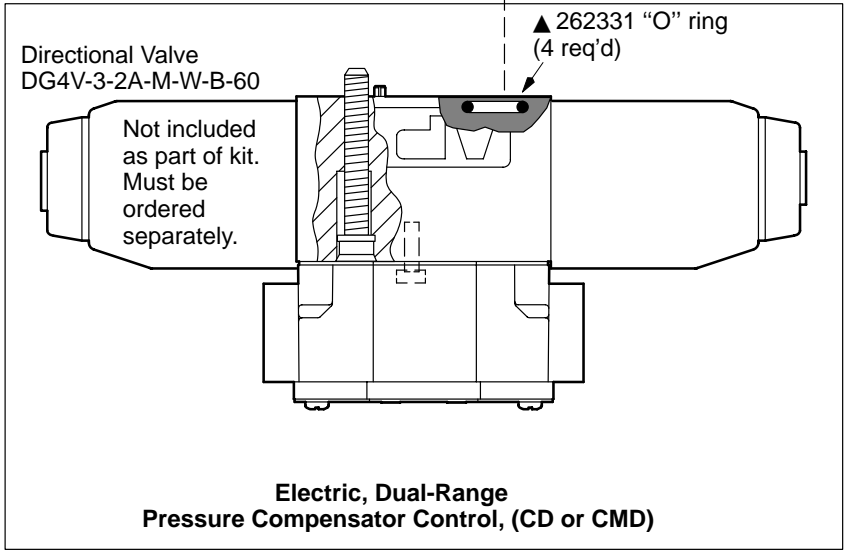 ▲ 262331 “O” ring
(4 req’d)
Directional Valve
DG4V-3-2A-M-W-B-60
Not included
as part of kit.
Must be
ordered
separately.
Electric, Dual-Range
Pressure Compensator Control, (CD or CMD)